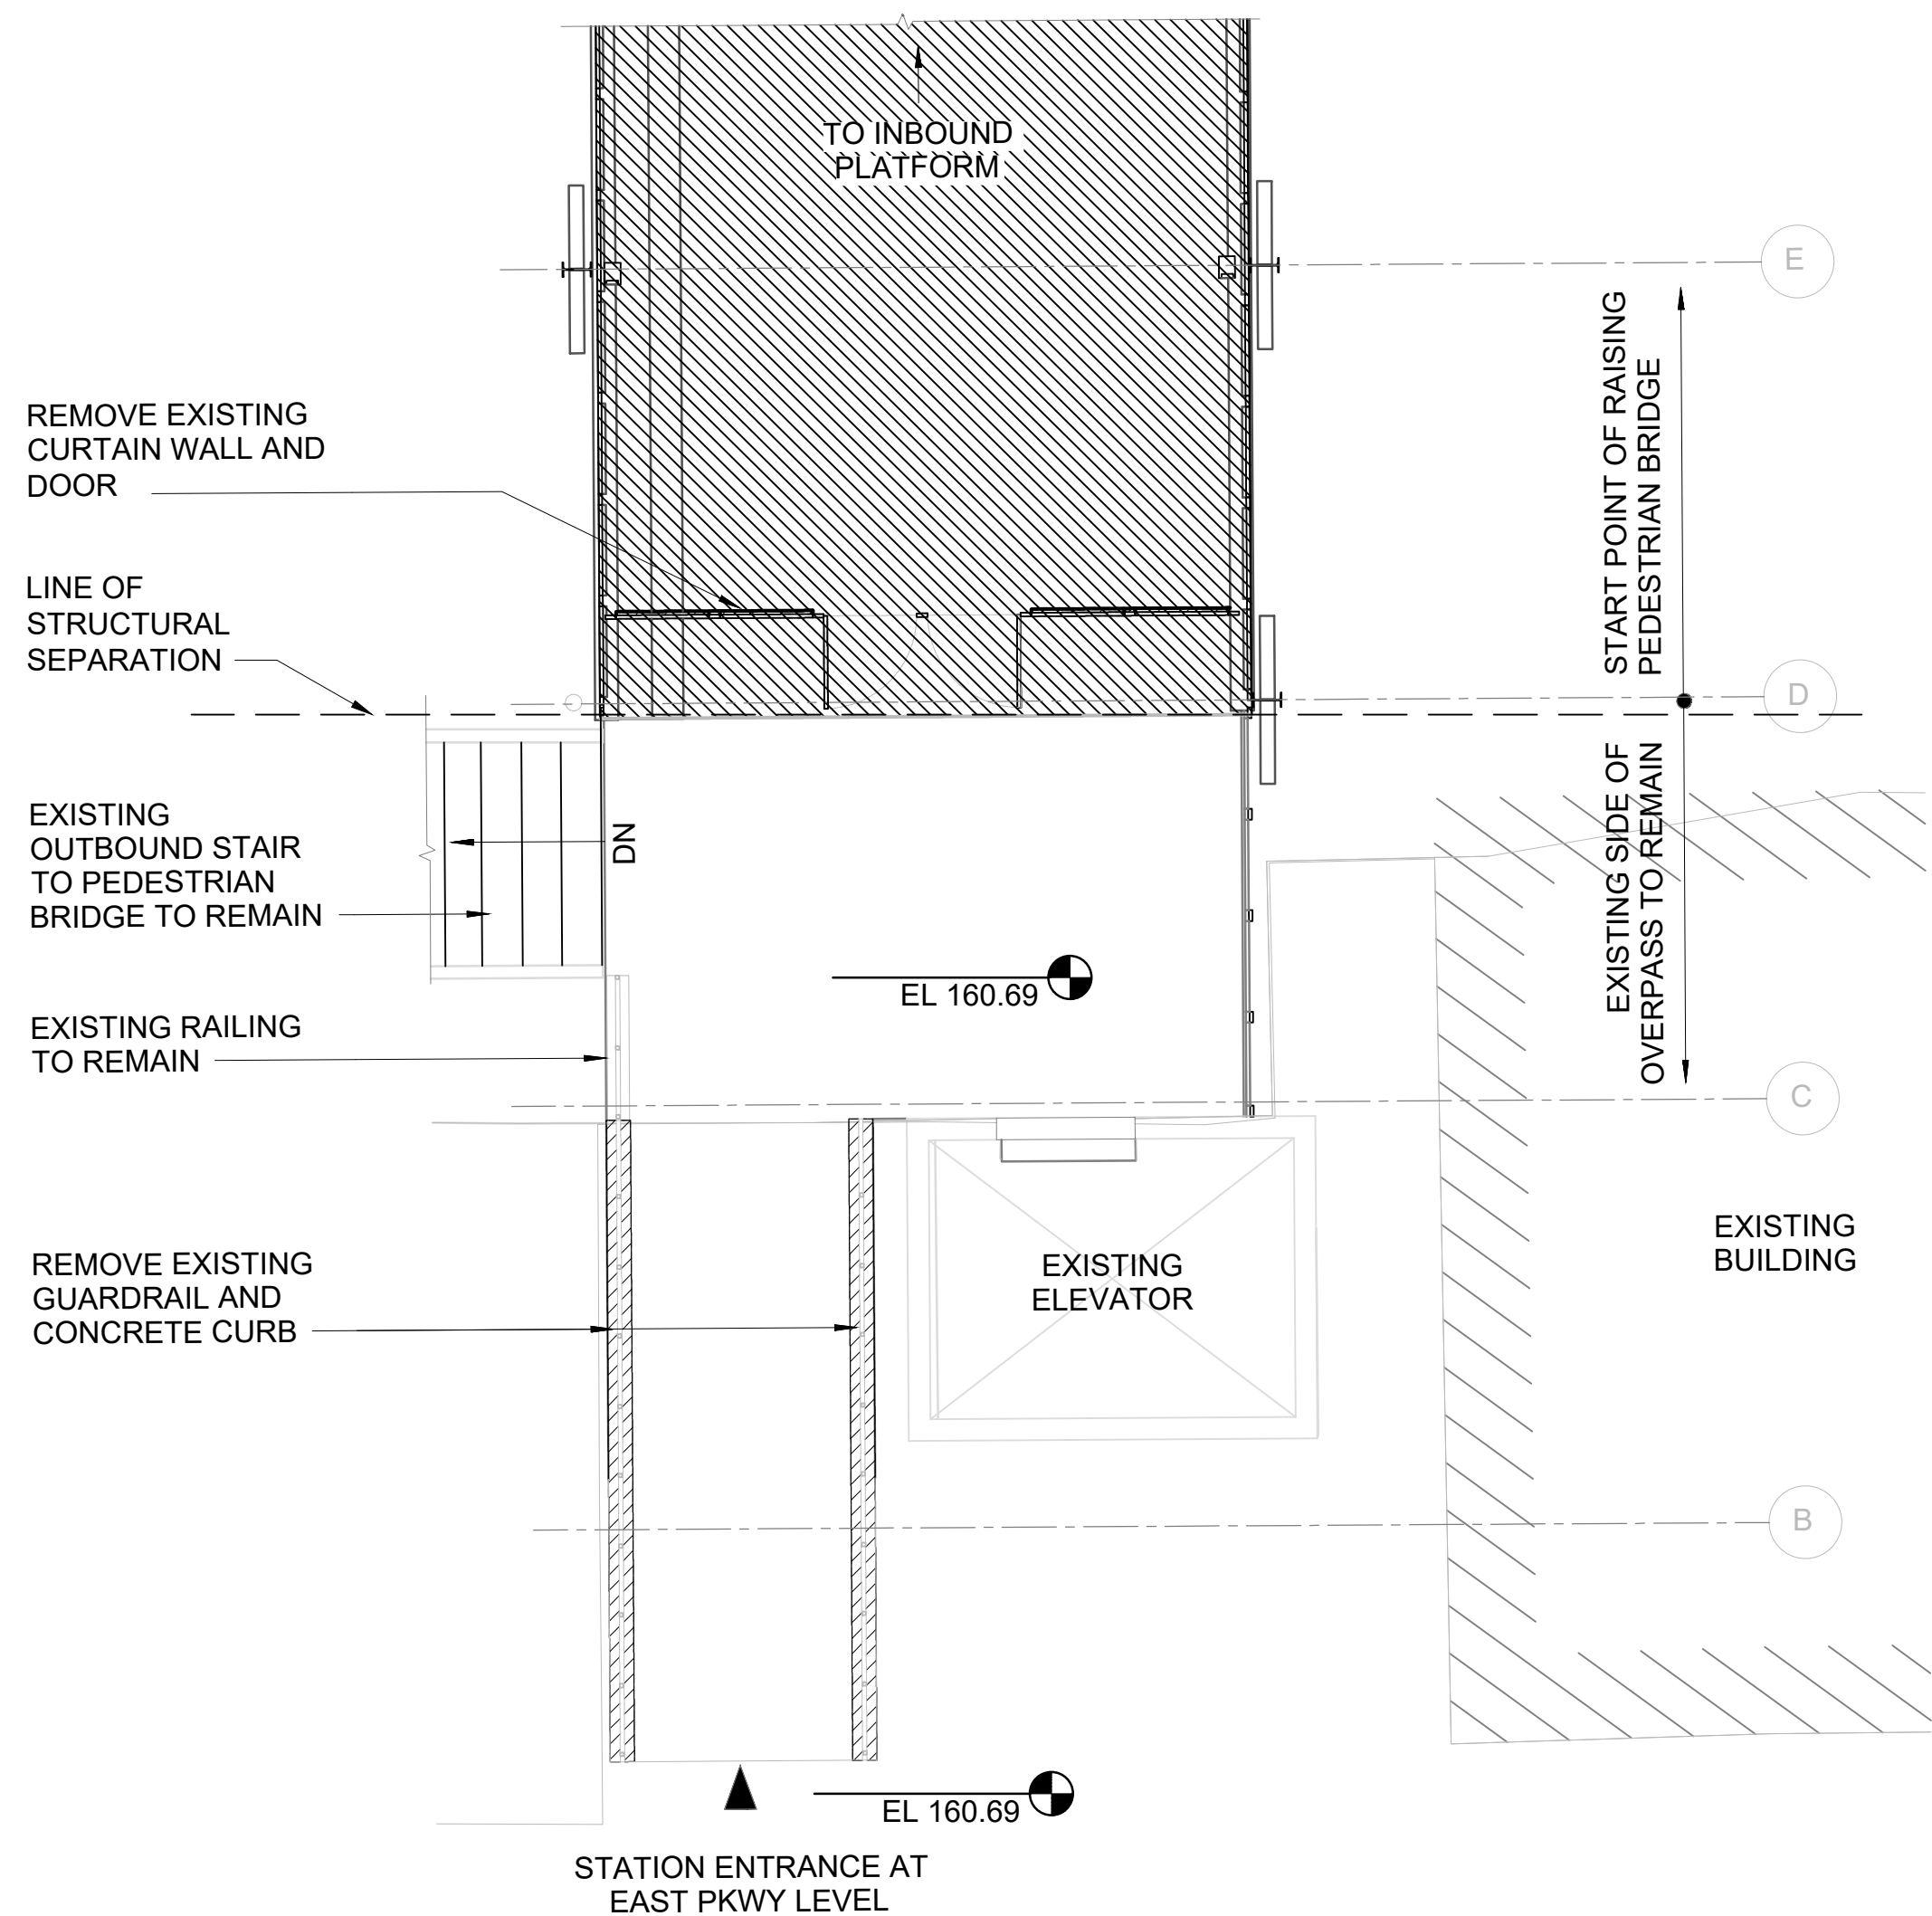 TO INBOUND
PLATFORM
E
START POINT OF RAISING
PEDESTRIAN BRIDGE
REMOVE EXISTING
CURTAIN WALL AND
DOOR
LINE OF
STRUCTURAL
SEPARATION
D
EXISTING SIDE OF
OVERPASS TO REMAIN
EXISTING
OUTBOUND STAIR
TO PEDESTRIAN
BRIDGE TO REMAIN
DN
EL 160.69
EXISTING RAILING
TO REMAIN
C
REMOVE EXISTING
GUARDRAIL AND
CONCRETE CURB
EXISTING
ELEVATOR
EXISTING
BUILDING
B
EL 160.69
STATION ENTRANCE AT
EAST PKWY LEVEL